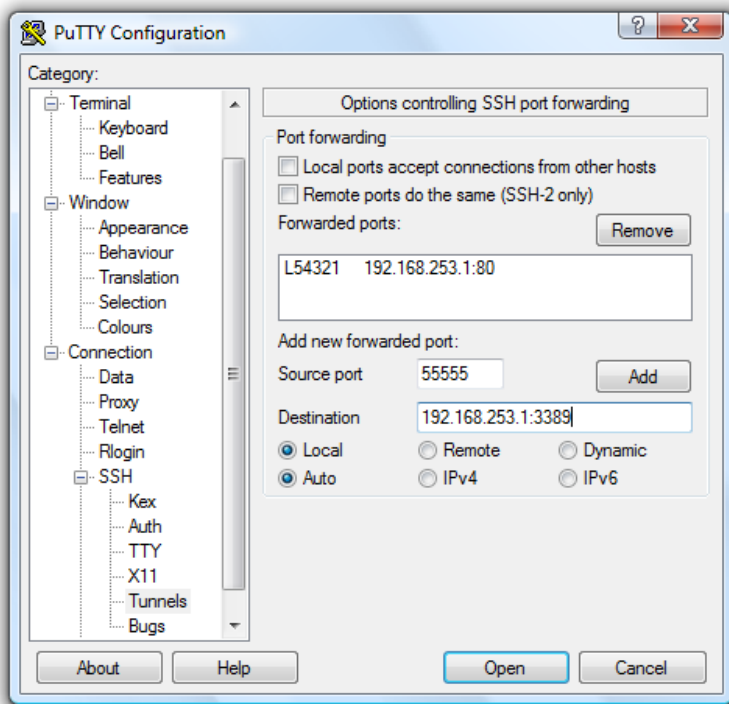 PuTTY Configuration
?
X
Category:
Terminal
Keyboard
Bell
Features
Window
Appearance
Behaviour
Translation
Selection
Colours
Connection
Data
Proxy
Telnet
Rlogin
SSH
Kex
Auth
TTY
X11
Tunnels
Bugs
Options controlling SSH port forwarding
Port forwarding
Local ports accept connections from other hosts
Remote ports do the same (SSH-2 only)
Forwarded ports: Remove
L54321 192.168.253.1:80
Add new forwarded port:
Source port 55555 Add
Destination 192.168.253.1:3389
Local Remote Dynamic
Auto IPv4 IPv6
About Help Open Cancel